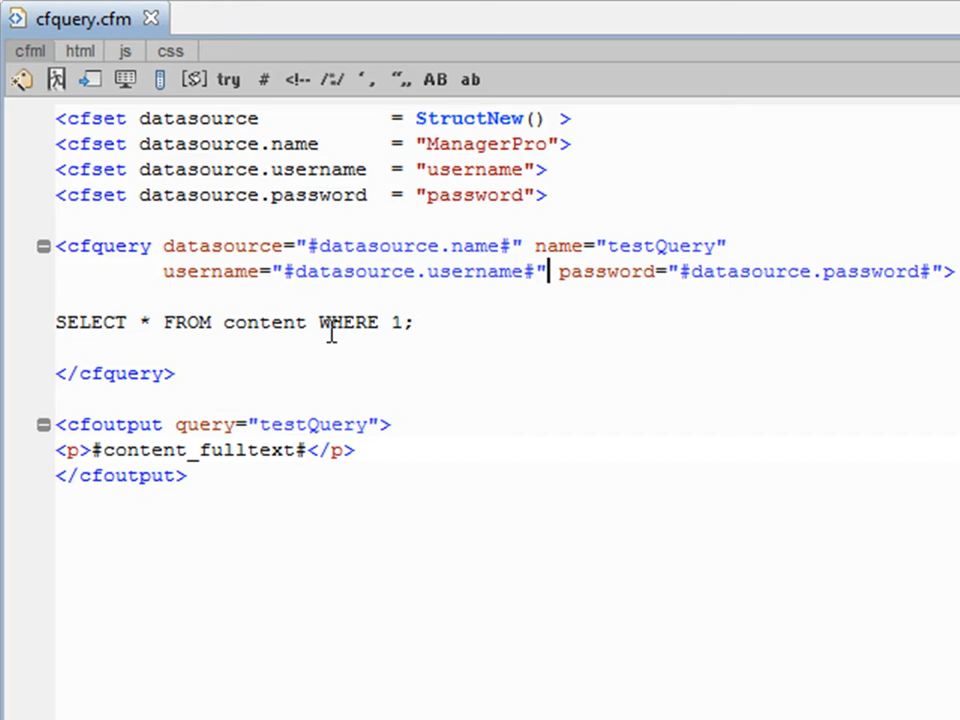 cfquery.cfm
cfml html js css
try # <!-- /*/ ‘, “„ AB ab
<cfset datasource = StructNew() >
<cfset datasource.name = "ManagerPro">
<cfset datasource.username = "username">
<cfset datasource.password = "password">
<cfquery datasource="#datasource.name#" name="testQuery"
username="#datasource.username#" password="#datasource.password#">
SELECT * FROM content WHERE 1;
</cfquery>
<cfoutput query="testQuery">
<p>#content_fulltext#</p>
</cfoutput>